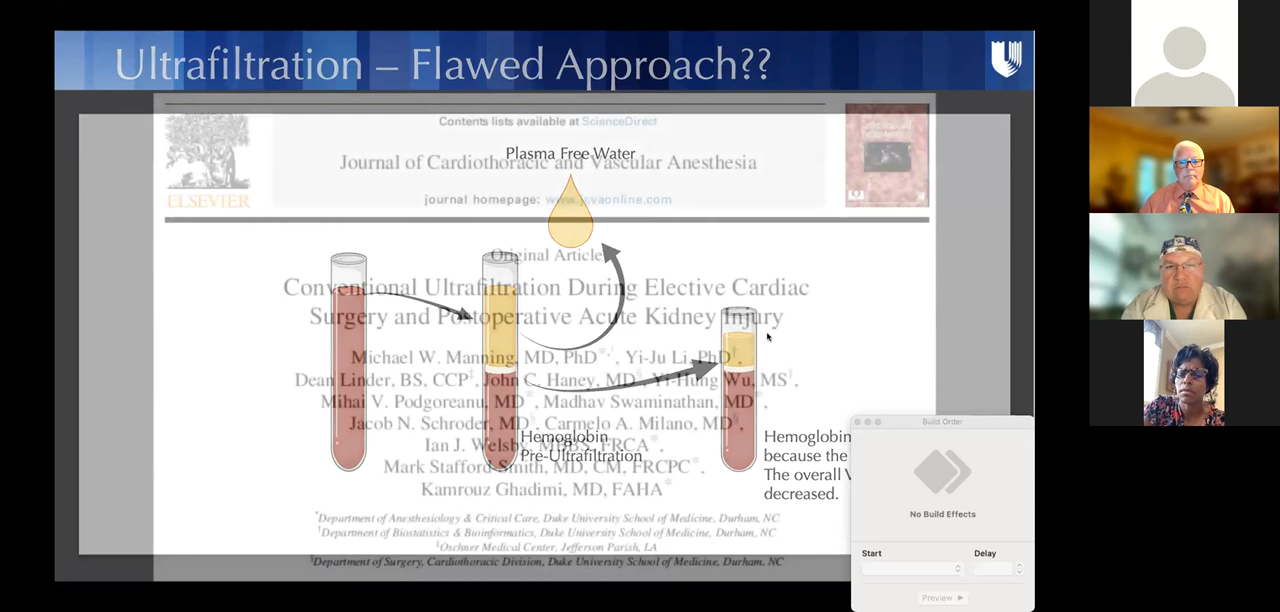 Ultrafiltration – Flawed Approach??
Contents lists available at ScienceDirect
Plasma Free Water
Journal of Cardiothoracic and Vascular Anesthesia
ELSEVIER
journal homepage: www.jcvaonline.com
Original Article
Conventional Ultrafiltration During Elective Cardiac
Surgery and Postoperative Acute Kidney Injury
Michael W. Manning, MD, PhD*,†, Yi-Ju Li, PhD†,
Dean Linder, BS, CCP‡, John C. Haney, MD§, Yi-Hung Wu, MS†,
Mihai V. Podgoreanu, MD*, Madhav Swaminathan, MD*,
Jacob N. Schroder, MD§, Carmelo A. Milano, MD§,
Ian J. Welsby, MBBS, FRCA*,
Mark Stafford Smith, MD, CM, FRCPC*,
Kamrouz Ghadimi, MD, FAHA*
Hemoglobin
Pre-Ultrafiltration
Hemoglobin
because the
The overall V
decreased.
*Department of Anesthesiology & Critical Care, Duke University School of Medicine, Durham, NC
†Department of Biostatistics & Bioinformatics, Duke University School of Medicine, Durham, NC
‡Oschner Medical Center, Jefferson Parish, LA
§Department of Surgery, Cardiothoracic Division, Duke University School of Medicine, Durham, NC
Build Order
No Build Effects
Start Delay
Preview